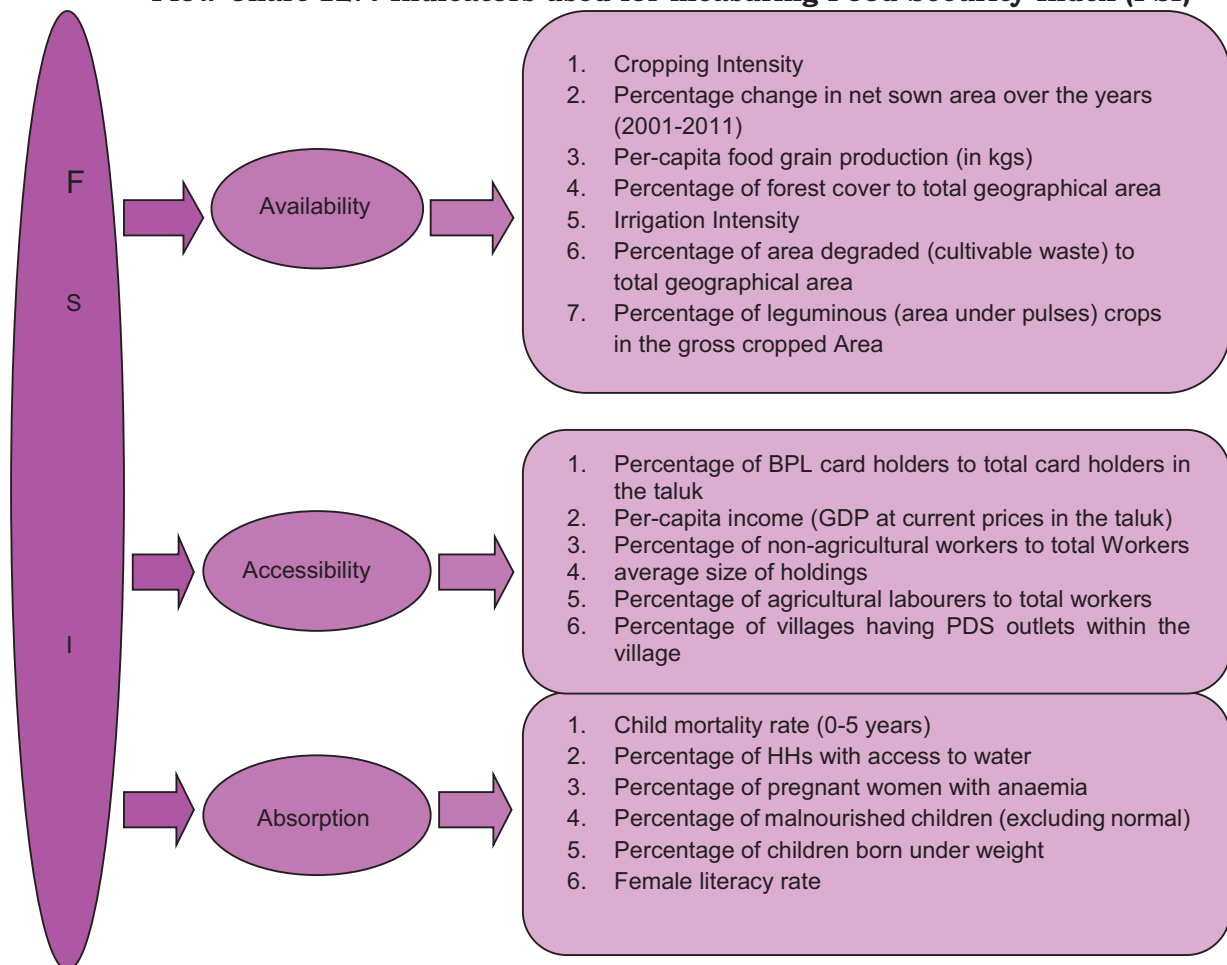 Indicators used for measuring Food Security Index (FSI)
F
S
I
Availability
1. Cropping Intensity
2. Percentage change in net sown area over the years
(2001-2011)
3. Per-capita food grain production (in kgs)
4. Percentage of forest cover to total geographical area
5. Irrigation Intensity
6. Percentage of area degraded (cultivable waste) to
total geographical area
7. Percentage of leguminous (area under pulses) crops
in the gross cropped Area
Accessibility
1. Percentage of BPL card holders to total card holders in
the taluk
2. Per-capita income (GDP at current prices in the taluk)
3. Percentage of non-agricultural workers to total Workers
4. average size of holdings
5. Percentage of agricultural labourers to total workers
6. Percentage of villages having PDS outlets within the
village
Absorption
1. Child mortality rate (0-5 years)
2. Percentage of HHs with access to water
3. Percentage of pregnant women with anaemia
4. Percentage of malnourished children (excluding normal)
5. Percentage of children born under weight
6. Female literacy rate